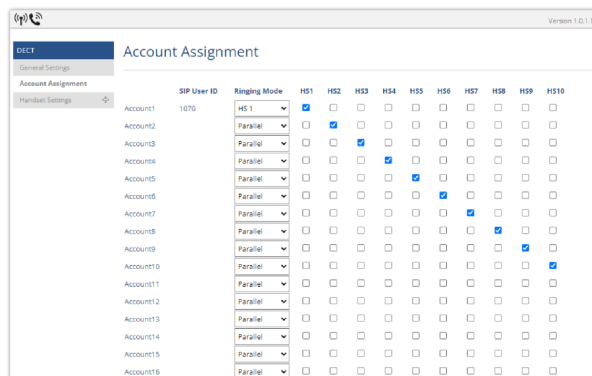 Version 1.0.1.1
DECT
General Settings
Account Assignment
Handset Settings
Account Assignment
SIP User ID Ringing Mode HS1 HS2 HS3 HS4 HS5 HS6 HS7 HS8 HS9 HS10
Account1 1070 HS 1
Account2 Parallel
Account3 Parallel
Account4 Parallel
Account5 Parallel
Account6 Parallel
Account7 Parallel
Account8 Parallel
Account9 Parallel
Account10 Parallel
Account11 Parallel
Account12 Parallel
Account13 Parallel
Account14 Parallel
Account15 Parallel
Account16 Parallel